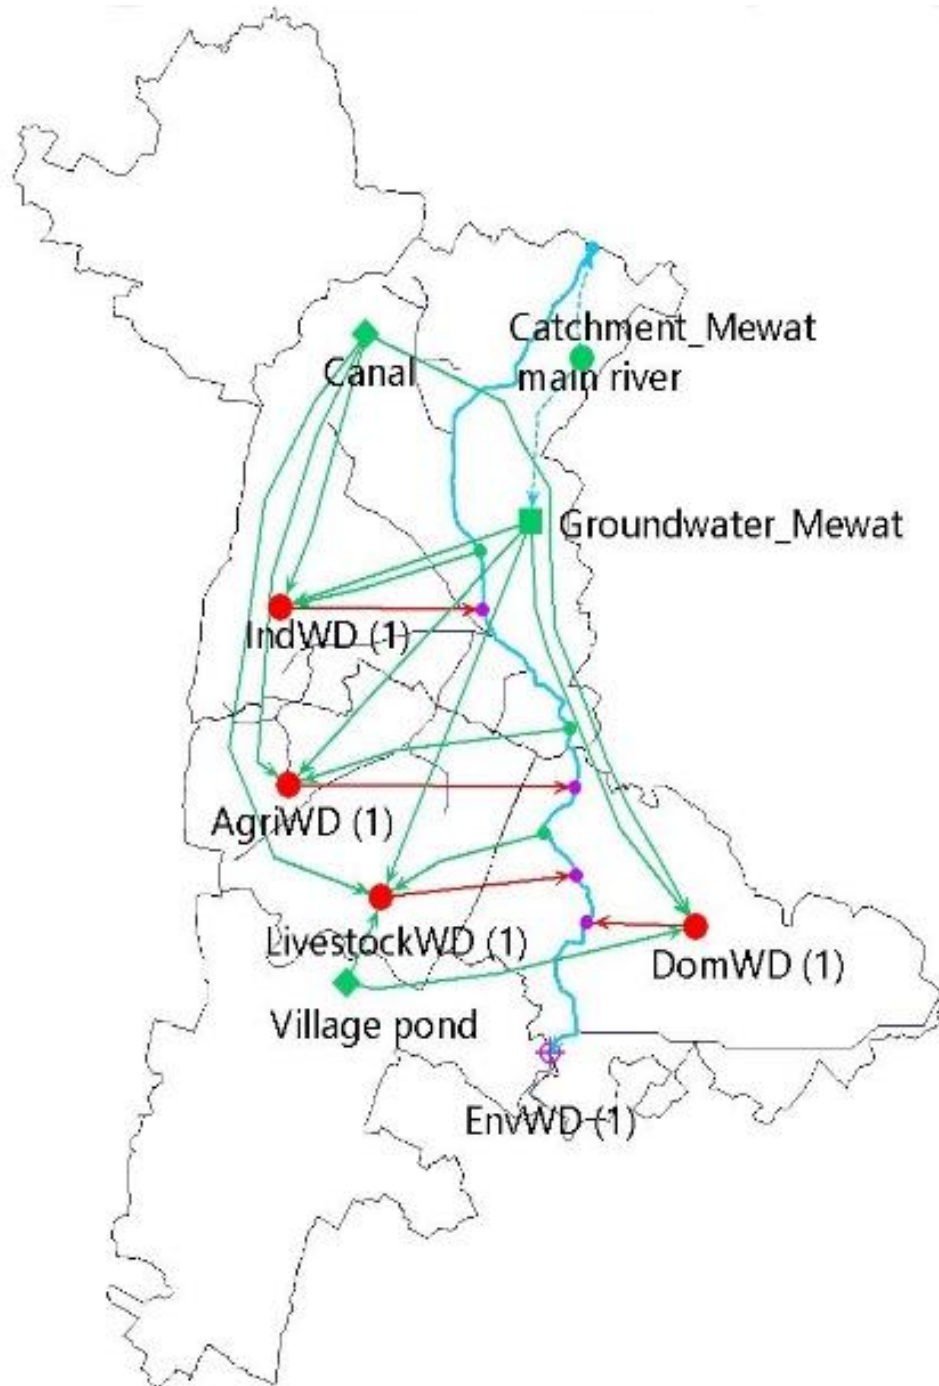 Catchment_Mewat
Canal
main river
Groundwater_Mewat
IndWD (1)
AgriWD (1)
LivestockWD (1)
DomWD (1)
Village pond
EnvWD (1)